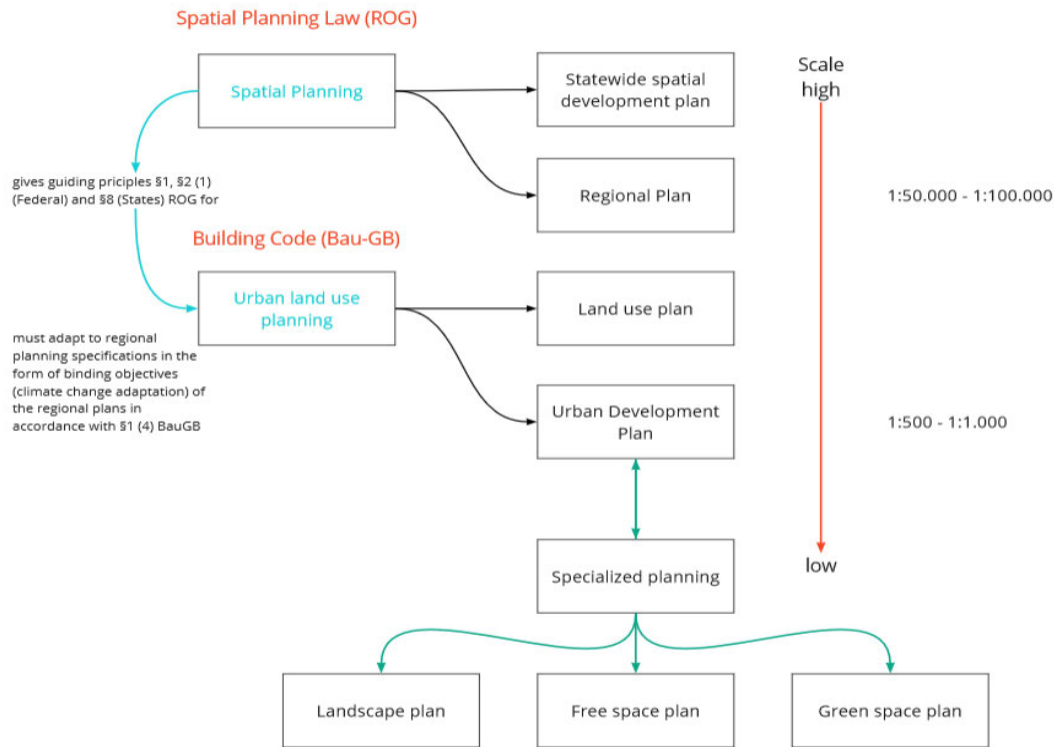 Spatial Planning Law (ROG)
Spatial Planning
Statewide spatial
development plan
Scale
high
gives guiding priciples §1, §2 (1)
(Federal) and §8 (States) ROG for
Regional Plan
1:50.000 - 1:100.000
Building Code (Bau-GB)
Urban land use
planning
Land use plan
must adapt to regional
planning specifications in the
form of binding objectives
(climate change adaptation) of
the regional plans in
accordance with §1 (4) BauGB
Urban Development
Plan
1:500 - 1:1.000
Specialized planning
low
Landscape plan
Free space plan
Green space plan